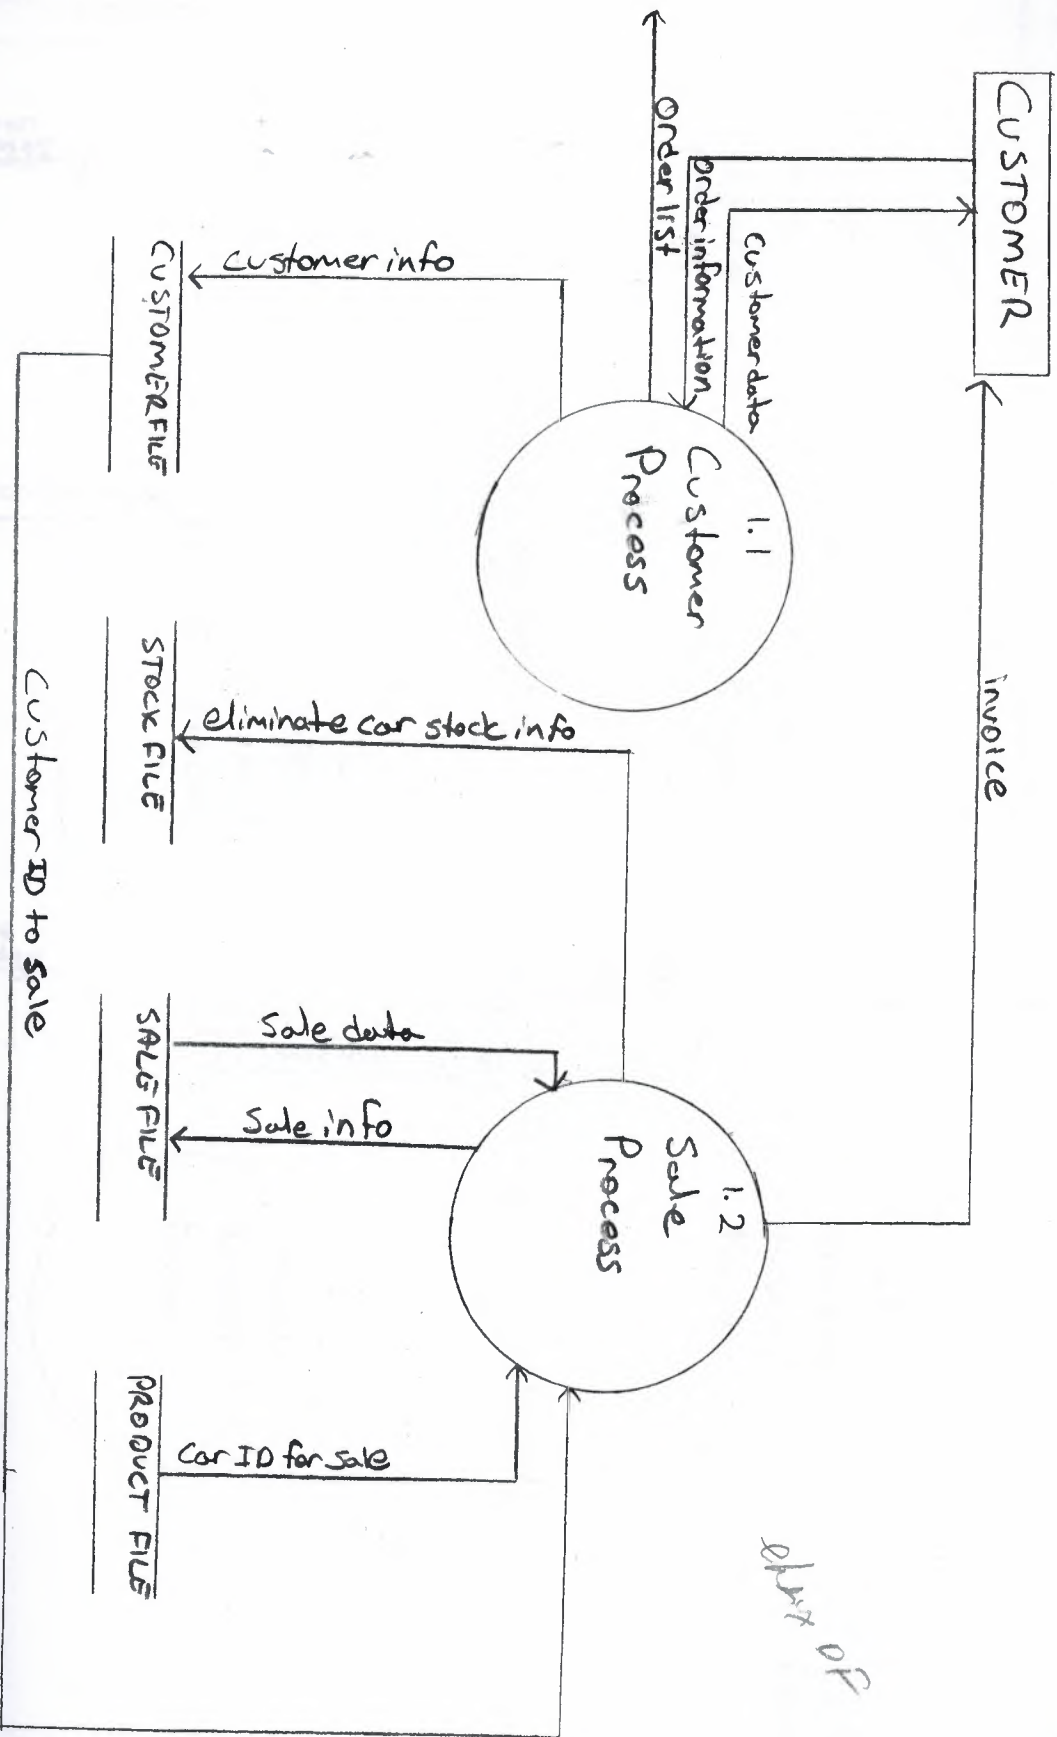 CUSTOMER
invoice
customer data
order information
order list
1.1
Customer
Process
1.2
Sale
Process
customer info
eliminate car stock info
Sale data
Sale info
Car ID for sale
CUSTOMER FILE
STOCK FILE
SALE FILE
PRODUCT FILE
Customer ID to sale